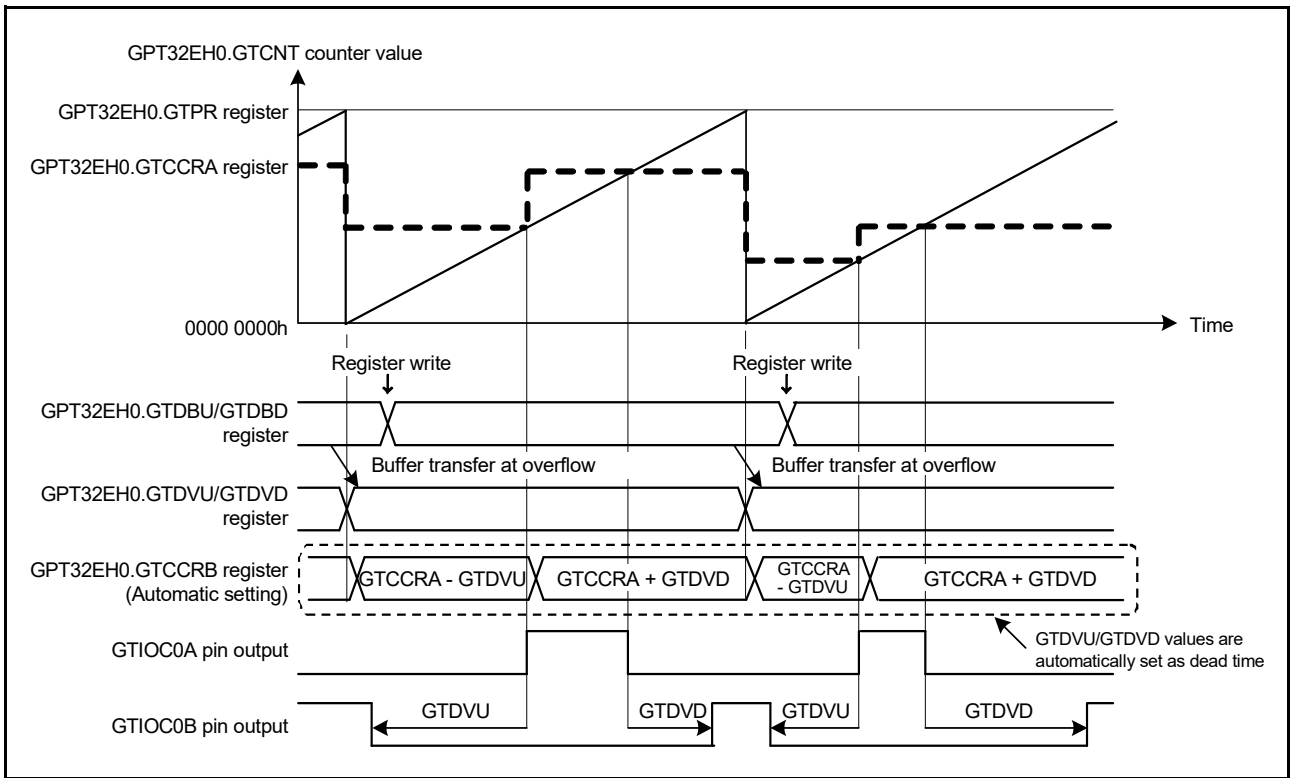 GPT32EH0.GTCNT counter value
GPT32EH0.GTPR register
GPT32EH0.GTCCRA register
0000 0000h
Time
Register write
Register write
GPT32EH0.GTDBU/GTDBD
register
Buffer transfer at overflow
Buffer transfer at overflow
GPT32EH0.GTDVU/GTDVD
register
GPT32EH0.GTCCRB register
(Automatic setting)
GTCCRA - GTDVU
GTCCRA + GTDVD
GTCCRA
- GTDVU
GTCCRA + GTDVD
GTIOC0A pin output
GTDVU/GTDVD values are
automatically set as dead time
GTIOC0B pin output
GTDVU
GTDVD
GTDVU
GTDVD